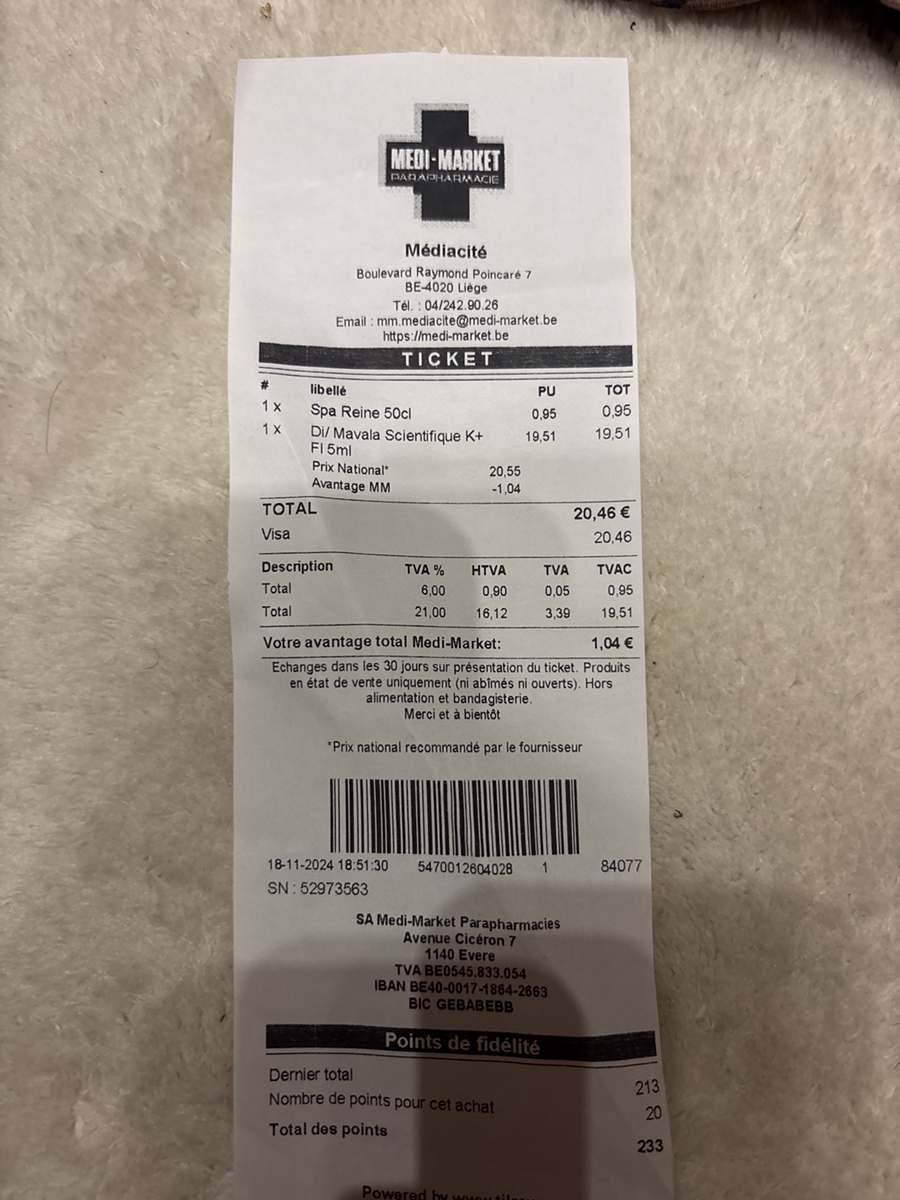 MEDI-MARKET
PARAPHARMACIE
Médiacité
Boulevard Raymond Poincaré 7
BE-4020 Liège
Tél. : 04/242.90.26
Email : mm.mediacite@medi-market.be
https://medi-market.be
TICKET
# libellé PU TOT
1 x Spa Reine 50cl 0,95 0,95
1 x Di/ Mavala Scientifique K+ 19,51 19,51
Fl 5ml
Prix National* 20,55
Avantage MM -1,04
TOTAL 20,46 €
Visa 20,46
Description TVA % HTVA TVA TVAC
Total 6,00 0,90 0,05 0,95
Total 21,00 16,12 3,39 19,51
Votre avantage total Medi-Market: 1,04 €
Echanges dans les 30 jours sur présentation du ticket. Produits
en état de vente uniquement (ni abîmés ni ouverts). Hors
alimentation et bandagisterie.
Merci et à bientôt
*Prix national recommandé par le fournisseur
18-11-2024 18:51:30 5470012604028 1 84077
SN : 52973563
SA Medi-Market Parapharmacies
Avenue Cicéron 7
1140 Evere
TVA BE0545.833.054
IBAN BE40-0017-1864-2663
BIC GEBABEBB
Points de fidélité
Dernier total 213
Nombre de points pour cet achat 20
Total des points 233
Powered by